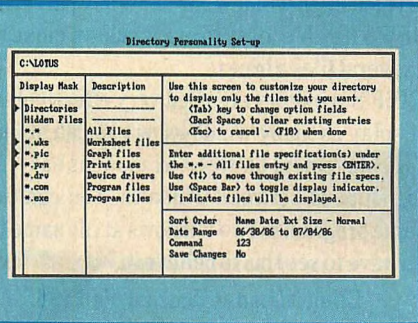 Directory Personality Set-up
C:\LOTUS
Display Mask
Description
Directories
Hidden Files
*.* All Files
*.wks Worksheet files
*.pic Graph files
*.prn Print files
*.drv Device drivers
*.com Program files
*.exe Program files
Use this screen to customize your directory
to display only the files that you want.
<Tab> key to change option fields
<Back Space> to clear existing entries
<Esc> to cancel - <F10> when done
Enter additional file specification(s) under
the *.* - All files entry and press <ENTER>.
Use <↑↓> to move through existing file specs.
Use <Space Bar> to toggle display indicator.
▶ indicates files will be displayed.
Sort Order Name Date Ext Size - Normal
Date Range 06/30/86 to 07/04/86
Command 123
Save Changes No